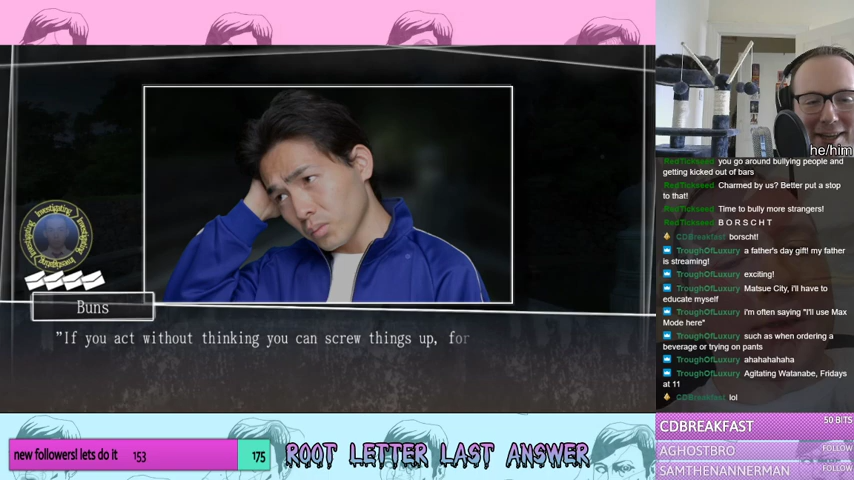 he/him
RedTickseed you go around bullying people and
getting kicked out of bars
RedTickseed Charmed by us? Better put a stop
to that!
RedTickseed Time to bully more strangers!
RedTickseed B O R S C H T
CDBreakfast borscht!
TroughOfLuxury a father's day gift! my father
is streaming!
TroughOfLuxury exciting!
TroughOfLuxury Matsue City, i'll have to
educate myself
TroughOfLuxury i'm often saying "I'll use Max
Mode here"
TroughOfLuxury such as when ordering a
beverage or trying on pants
TroughOfLuxury ahahahahaha
TroughOfLuxury Agitating Watanabe, Fridays
at 11
CDBreakfast lol
Investigating Investigating Investigating
Buns
"If you act without thinking you can screw things up, for
new followers! lets do it 153 175
ROOT LETTER LAST ANSWER
CDBREAKFAST 50 BITS
AGHOSTBRO FOLLOW
SAMTHENANNERMAN FOLLOW